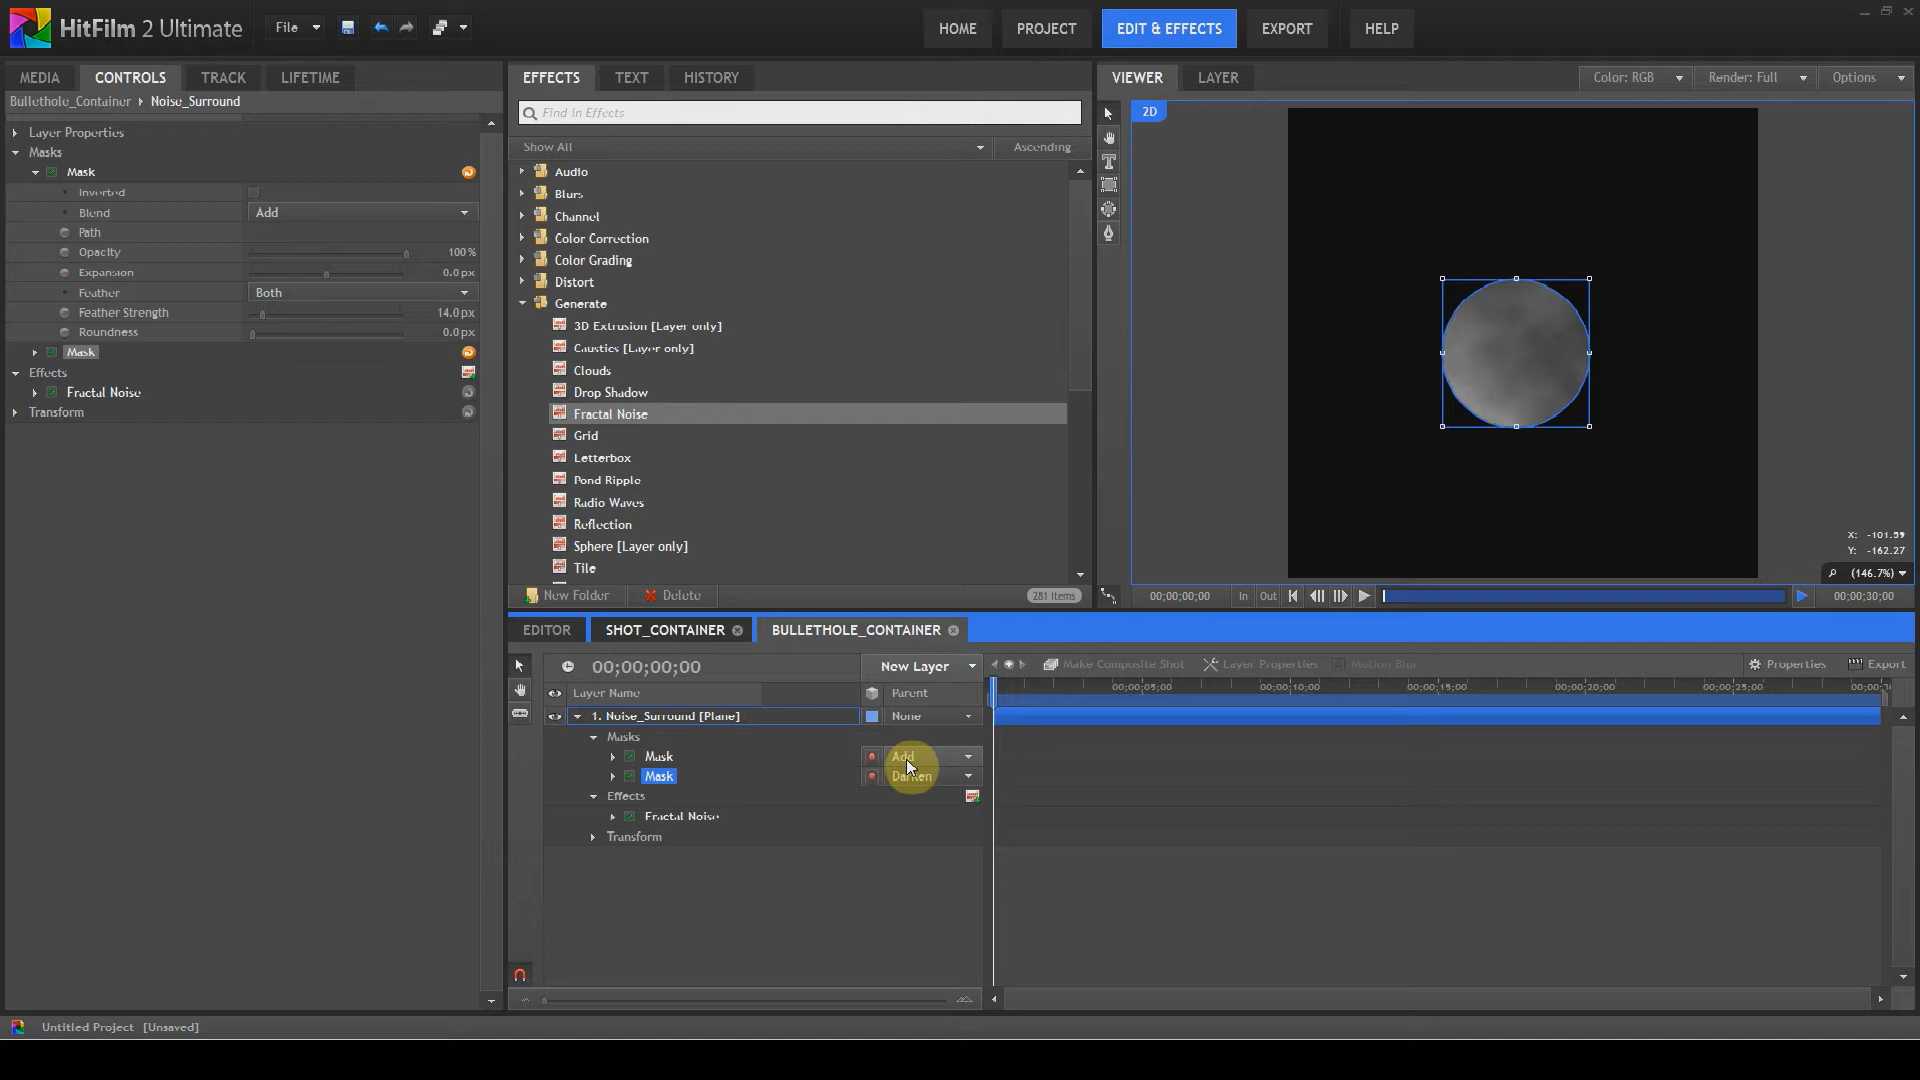 HitFilm 2 Ultimate
File
HOME
PROJECT
EDIT & EFFECTS
EXPORT
HELP
MEDIA
CONTROLS
TRACK
LIFETIME
Bullethole_Container
Noise_Surround
Layer Properties
Masks
Mask
Inverted
Blend
Add
Path
Opacity
100%
Expansion
0.0 px
Feather
Both
Feather Strength
14.0 px
Roundness
0.0 px
Mask
Effects
Fractal Noise
Transform
EFFECTS
TEXT
HISTORY
Find in Effects
Show All
Ascending
Audio
Blurs
Channel
Color Correction
Color Grading
Distort
Generate
3D Extrusion [Layer only]
Caustics [Layer only]
Clouds
Drop Shadow
Fractal Noise
Grid
Letterbox
Pond Ripple
Radio Waves
Reflection
Sphere [Layer only]
Tile
New Folder
Delete
281 Items
VIEWER
LAYER
Color: RGB
Render: Full
Options
2D
X: -101.59
Y: -162.27
(146.7%)
00;00;00;00
In
Out
00;00;30;00
EDITOR
SHOT_CONTAINER
BULLETHOLE_CONTAINER
00;00;00;00
New Layer
Make Composite Shot
Layer Properties
Motion Blur
Properties
Export
Layer Name
Parent
00;00;05;00
00;00;10;00
00;00;15;00
00;00;20;00
00;00;25;00
1. Noise_Surround [Plane]
None
Masks
Mask
Add
Mask
Darken
Effects
Fractal Noise
Transform
Untitled Project [Unsaved]